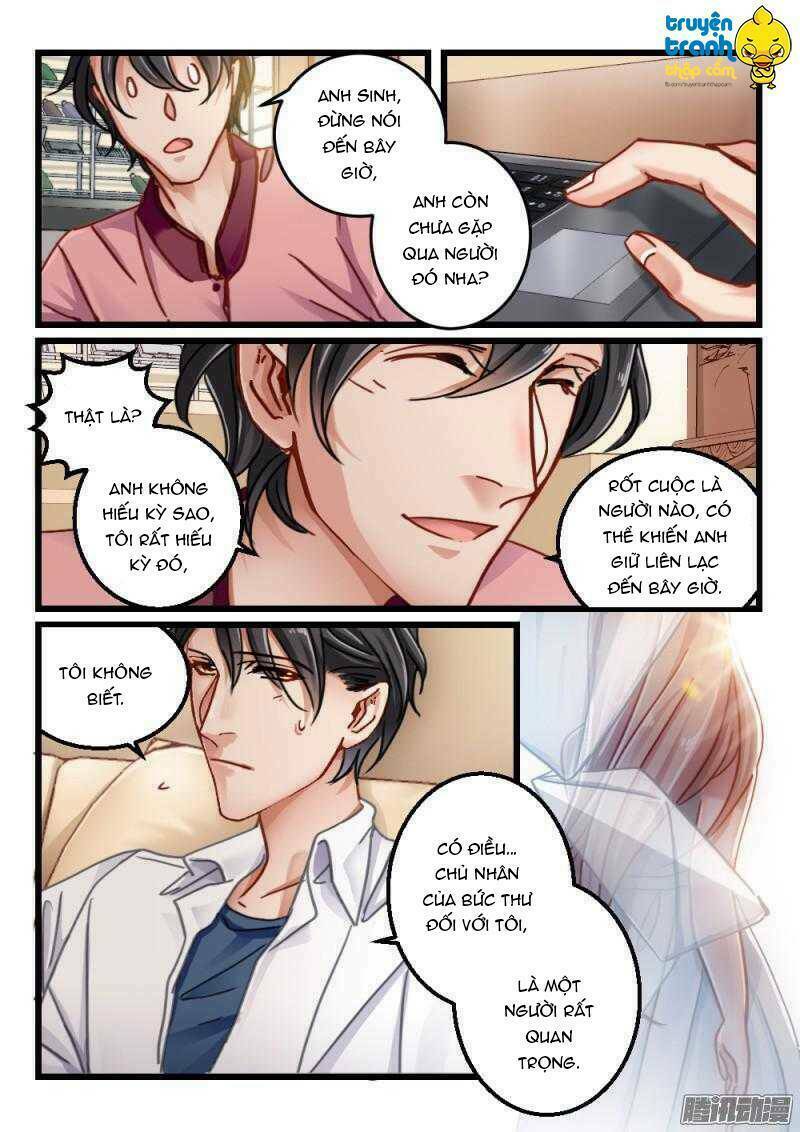 truyện
tranh
thập cẩm
fb.com/truyentranhthapcam
ANH SINH,
ĐỪNG NÓI
ĐẾN BÂY
GIỜ,
ANH CÒN
CHƯA GẶP
QUA NGƯỜI
ĐÓ NHA?
THẬT LÀ?
ANH KHÔNG
HIẾU KỲ SAO,
TÔI RẤT HIẾU
KỲ ĐÓ,
RỐT CUỘC LÀ
NGƯỜI NÀO, CÓ
THỂ KHIẾN ANH
GIỮ LIÊN LẠC
ĐẾN BÂY GIỜ.
TÔI KHÔNG
BIẾT.
CÓ ĐIỀU...
CHỦ NHÂN
CỦA BỨC THƯ
ĐỐI VỚI TÔI,
LÀ MỘT
NGƯỜI RẤT
QUAN
TRỌNG.
腾讯动漫